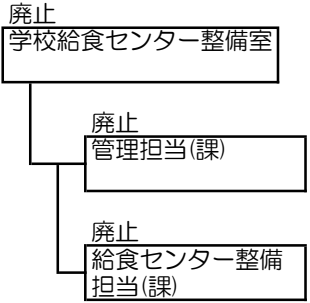 廃止
学校給食センター整備室
廃止
管理担当(課)
廃止
給食センター整備
担当(課)